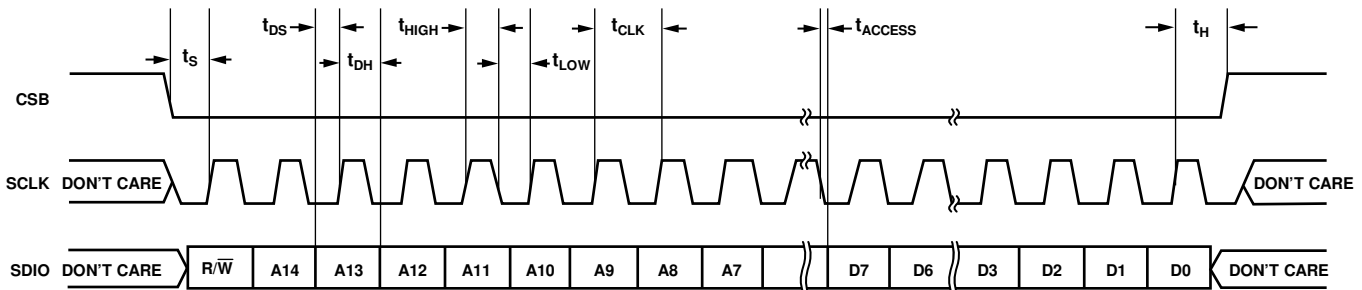 tDS tHIGH tCLK tACCESS tH
tS tDH tLOW
CSB
SCLK DON'T CARE DON'T CARE
SDIO DON'T CARE R/W̅ A14 A13 A12 A11 A10 A9 A8 A7 D7 D6 D3 D2 D1 D0 DON'T CARE